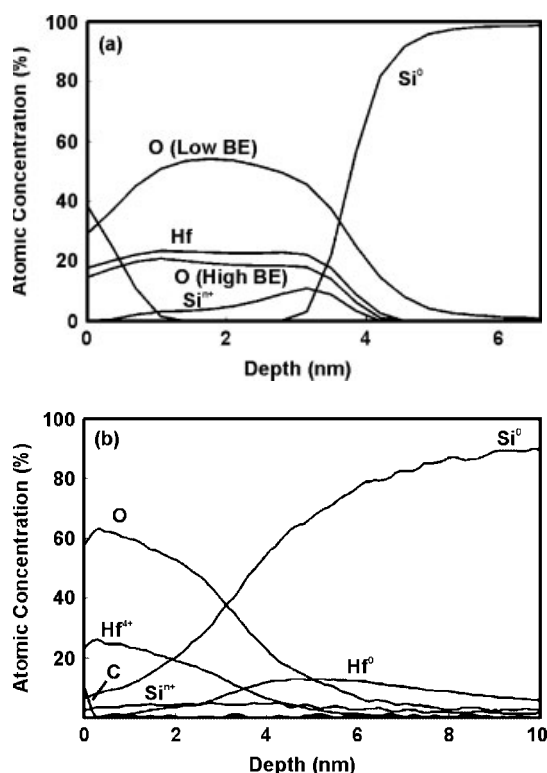 (a)
Atomic Concentration (%)
100
80
60
40
20
0
O (Low BE)
Si⁰
Hf
O (High BE)
Siⁿ⁺
0 2 4 6
Depth (nm)
(b)
Atomic Concentration (%)
100
80
60
40
20
Si⁰
O
Hf⁴⁺
C
Siⁿ⁺
Hf⁰
0 2 4 6 8 10
Depth (nm)